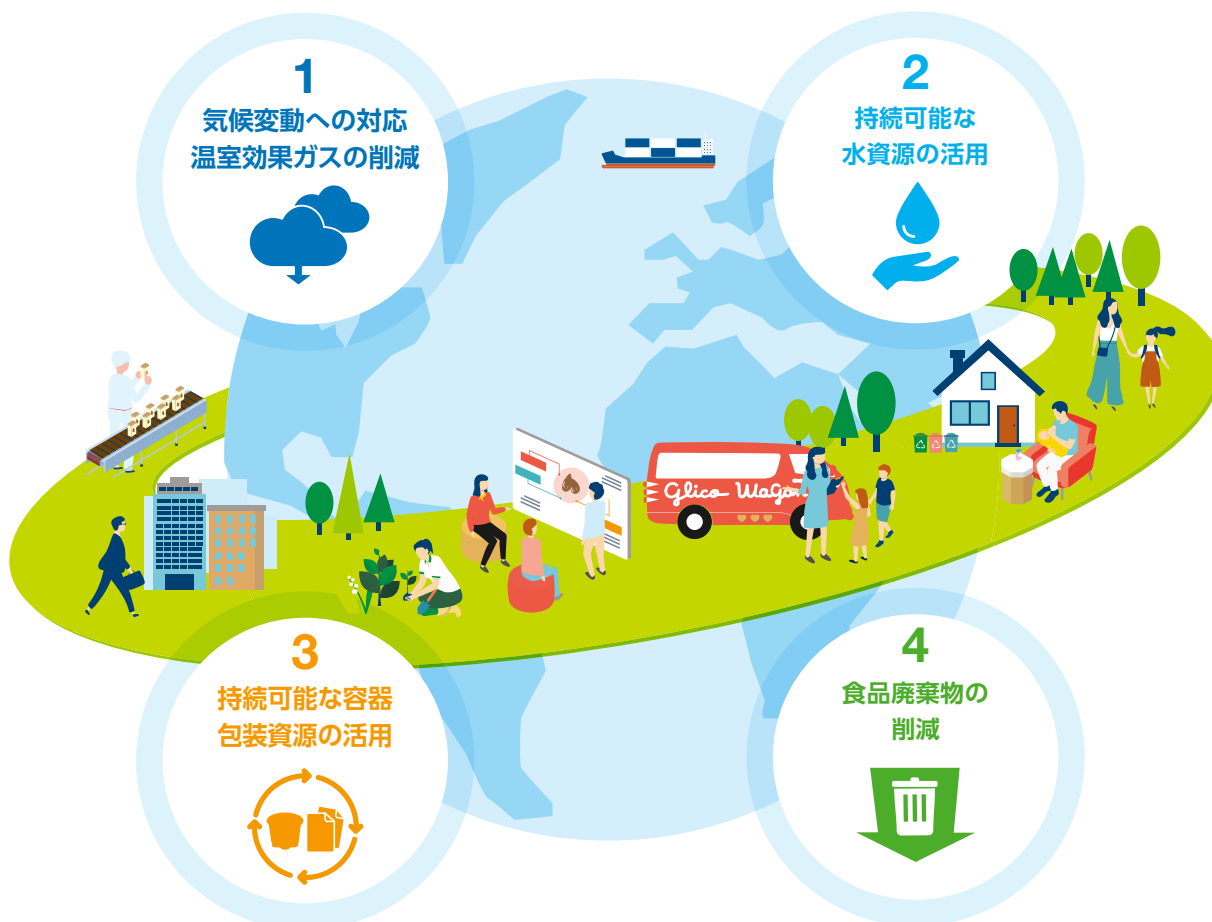 1
気候変動への対応
温室効果ガスの削減
2
持続可能な
水資源の活用
Glico Wagon
3
持続可能な容器
包装資源の活用
4
食品廃棄物の
削減